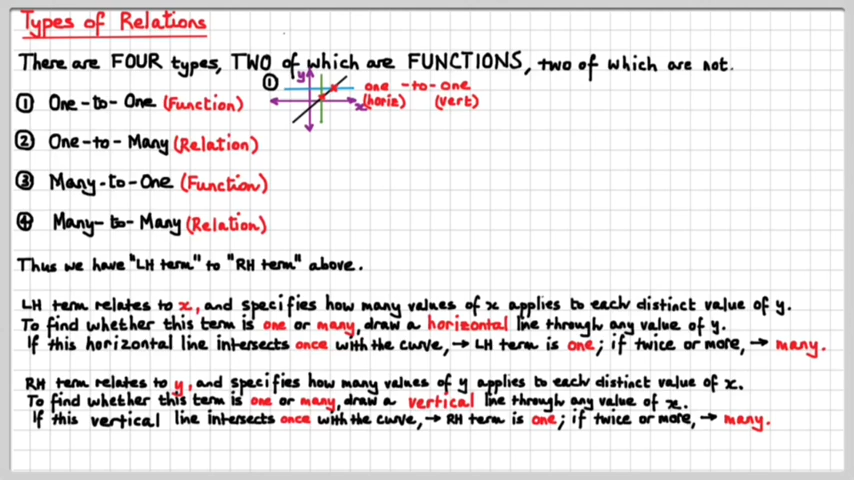 Types of Relations
There are FOUR types, TWO of which are FUNCTIONS, two of which are not.
y
① one -to-one
x (horiz) (vert)
① One-to-One (Function)
② One-to-Many (Relation)
③ Many-to-One (Function)
④ Many-to-Many (Relation)
Thus we have "LH term" to "RH term" above.
LH term relates to x, and specifies how many values of x applies to each distinct value of y.
To find whether this term is one or many, draw a horizontal line through any value of y.
If this horizontal line intersects once with the curve, → LH term is one; if twice or more, → many.
RH term relates to y, and specifies how many values of y applies to each distinct value of x.
To find whether this term is one or many, draw a vertical line through any value of x.
If this vertical line intersects once with the curve, → RH term is one; if twice or more, → many.